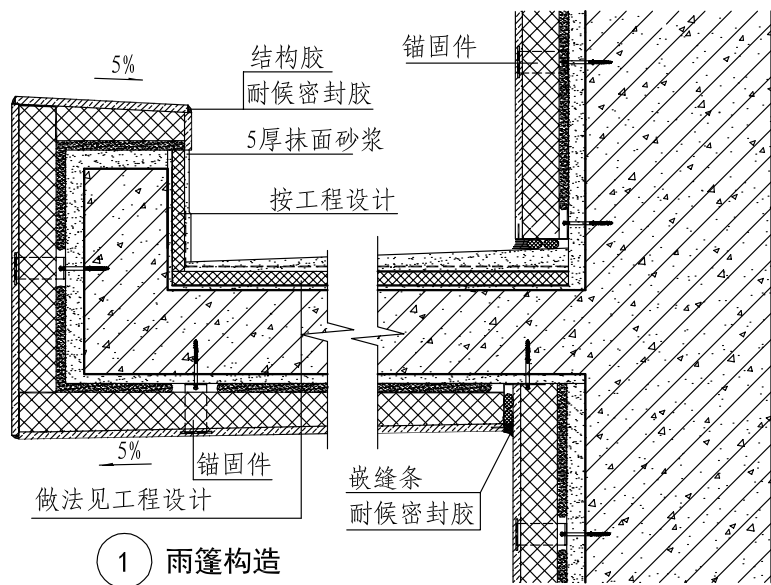 锚固件
5%
结构胶
耐候密封胶
5厚抹面砂浆
按工程设计
5%
锚固件
嵌缝条
做法见工程设计
耐候密封胶
1 雨篷构造